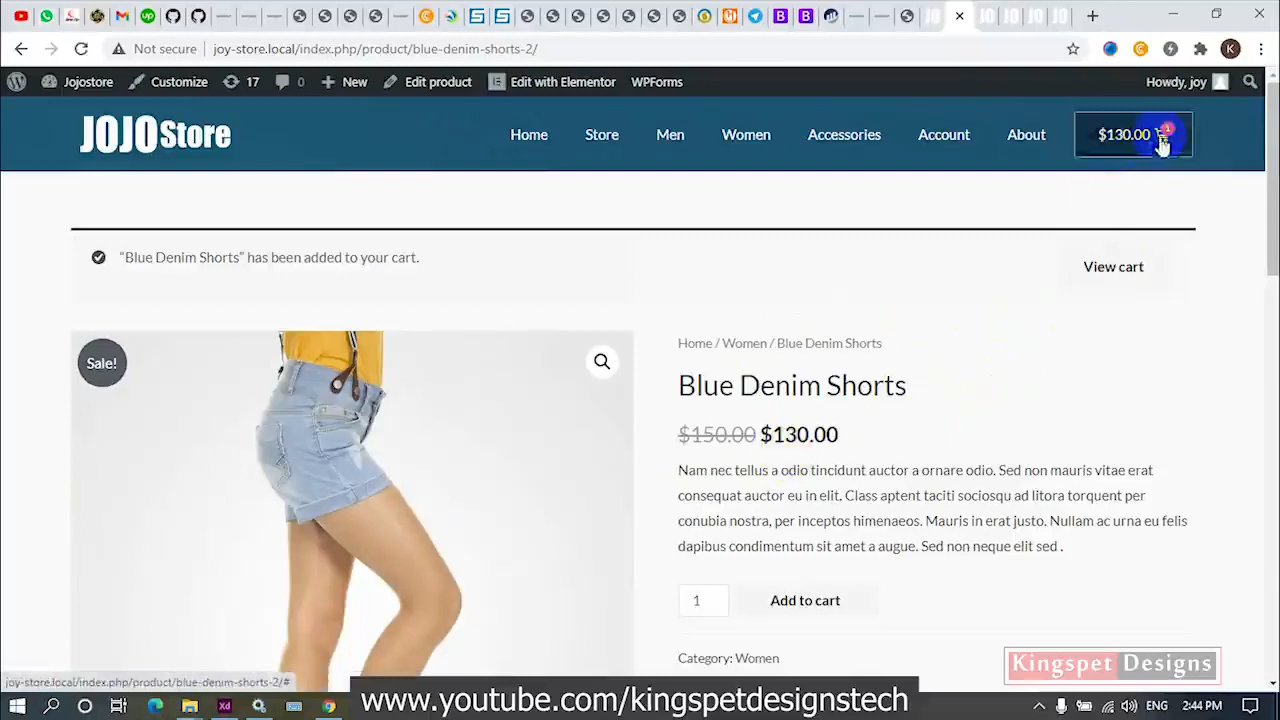 Not secure
joy-store.local/index.php/product/blue-denim-shorts-2/
K
Jojostore
Customize
17
0
New
Edit product
Edit with Elementor
WPForms
Howdy, joy
JOJO Store
Home
Store
Men
Women
Accessories
Account
About
$130.00
“Blue Denim Shorts” has been added to your cart.
View cart
Sale!
Home / Women / Blue Denim Shorts
Blue Denim Shorts
$150.00 $130.00
Nam nec tellus a odio tincidunt auctor a ornare odio. Sed non mauris vitae erat
consequat auctor eu in elit. Class aptent taciti sociosqu ad litora torquent per
conubia nostra, per inceptos himenaeos. Mauris in erat justo. Nullam ac urna eu felis
dapibus condimentum sit amet a augue. Sed non neque elit sed .
1
Add to cart
Category: Women
Kingspet Designs
joy-store.local/index.php/product/blue-denim-shorts-2/#
www.youtube.com/kingspetdesignstech
ENG
2:44 PM